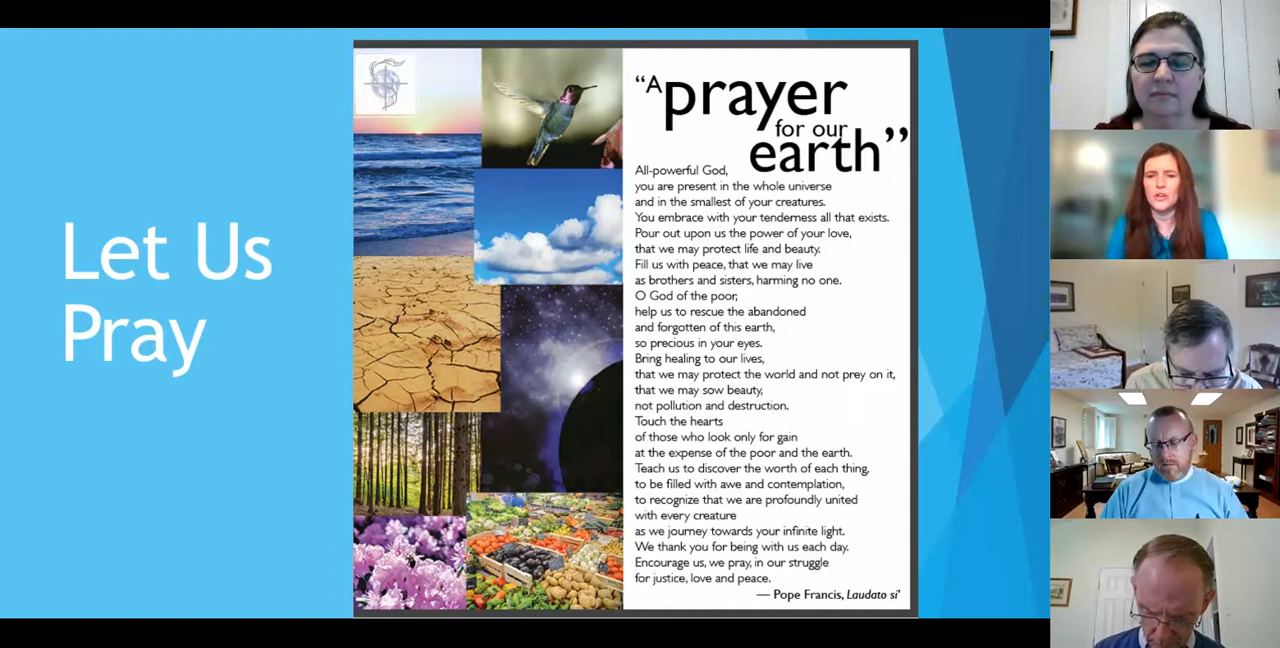 Let Us
Pray
“A prayer
for our
earth”
All-powerful God,
you are present in the whole universe
and in the smallest of your creatures.
You embrace with your tenderness all that exists.
Pour out upon us the power of your love,
that we may protect life and beauty.
Fill us with peace, that we may live
as brothers and sisters, harming no one.
O God of the poor,
help us to rescue the abandoned
and forgotten of this earth,
so precious in your eyes.
Bring healing to our lives,
that we may protect the world and not prey on it,
that we may sow beauty,
not pollution and destruction.
Touch the hearts
of those who look only for gain
at the expense of the poor and the earth.
Teach us to discover the worth of each thing,
to be filled with awe and contemplation,
to recognize that we are profoundly united
with every creature
as we journey towards your infinite light.
We thank you for being with us each day.
Encourage us, we pray, in our struggle
for justice, love and peace.
— Pope Francis, Laudato si’